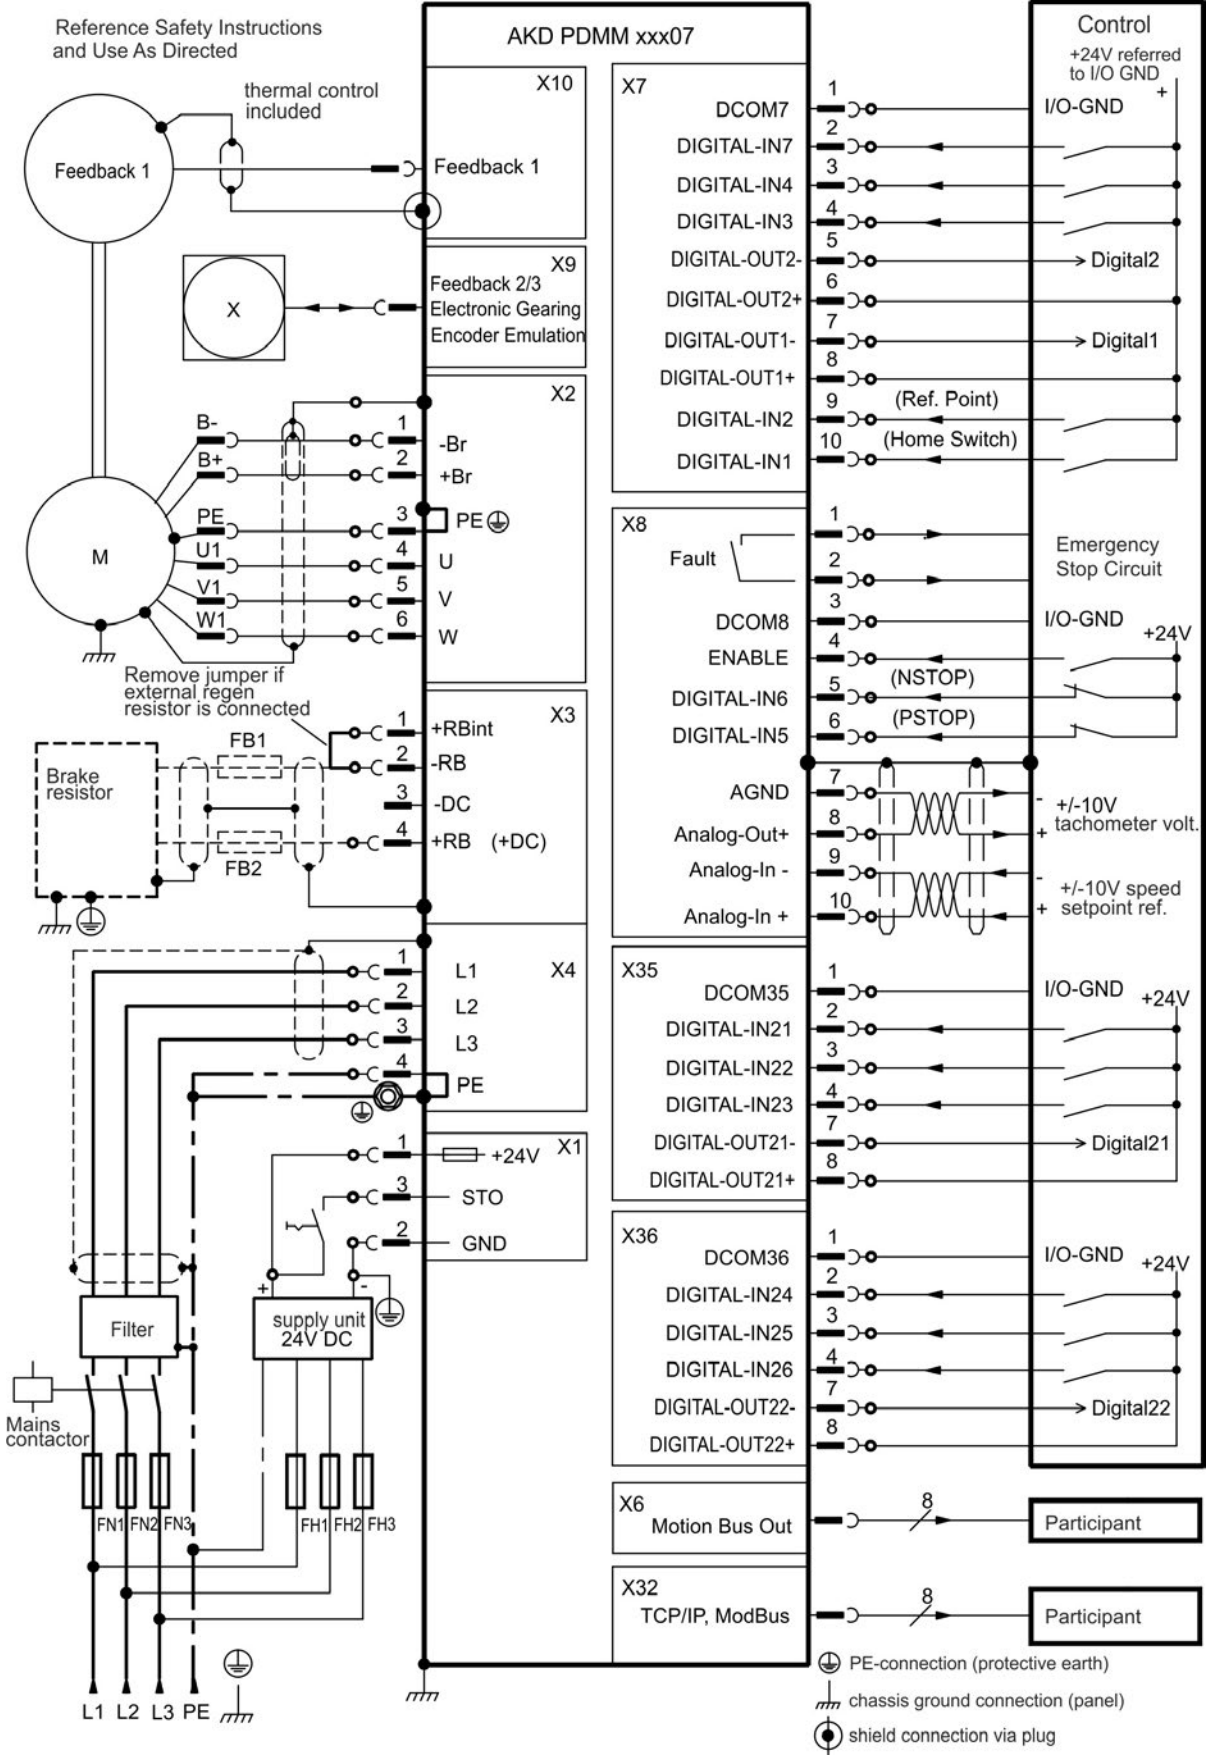 Reference Safety Instructions
and Use As Directed
AKD PDMM xxx07
Control
+24V referred
to I/O GND
+
thermal control
included
Feedback 1
X10
Feedback 1
X
X9
Feedback 2/3
Electronic Gearing
Encoder Emulation
X2
B-
1
-Br
B+
2
+Br
PE
3
PE
U1
4
U
V1
5
V
W1
6
W
M
Remove jumper if
external regen
resistor is connected
X3
1
+RBint
2
-RB
3
-DC
4
+RB (+DC)
FB1
FB2
Brake
resistor
X4
1
L1
2
L2
3
L3
4
PE
X1
1
+24V
3
STO
2
GND
+
-
supply unit
24V DC
Filter
Mains
contactor
FN1 FN2 FN3
FH1 FH2 FH3
L1 L2 L3 PE
X7
1
DCOM7
I/O-GND
2
DIGITAL-IN7
3
DIGITAL-IN4
4
DIGITAL-IN3
5
DIGITAL-OUT2-
Digital2
6
DIGITAL-OUT2+
7
DIGITAL-OUT1-
Digital1
8
DIGITAL-OUT1+
9
(Ref. Point)
DIGITAL-IN2
10
(Home Switch)
DIGITAL-IN1
X8
1
Fault
2
Emergency
Stop Circuit
3
DCOM8
I/O-GND
+24V
4
ENABLE
5
(NSTOP)
DIGITAL-IN6
6
(PSTOP)
DIGITAL-IN5
7
AGND
-
+/-10V
tachometer volt.
8
Analog-Out+
+
9
Analog-In -
-
+/-10V speed
setpoint ref.
10
Analog-In +
+
X35
1
DCOM35
I/O-GND
+24V
2
DIGITAL-IN21
3
DIGITAL-IN22
4
DIGITAL-IN23
7
DIGITAL-OUT21-
Digital21
8
DIGITAL-OUT21+
X36
1
DCOM36
I/O-GND
+24V
2
DIGITAL-IN24
3
DIGITAL-IN25
4
DIGITAL-IN26
7
DIGITAL-OUT22-
Digital22
8
DIGITAL-OUT22+
X6
Motion Bus Out
8
Participant
X32
TCP/IP, ModBus
8
Participant
PE-connection (protective earth)
chassis ground connection (panel)
shield connection via plug